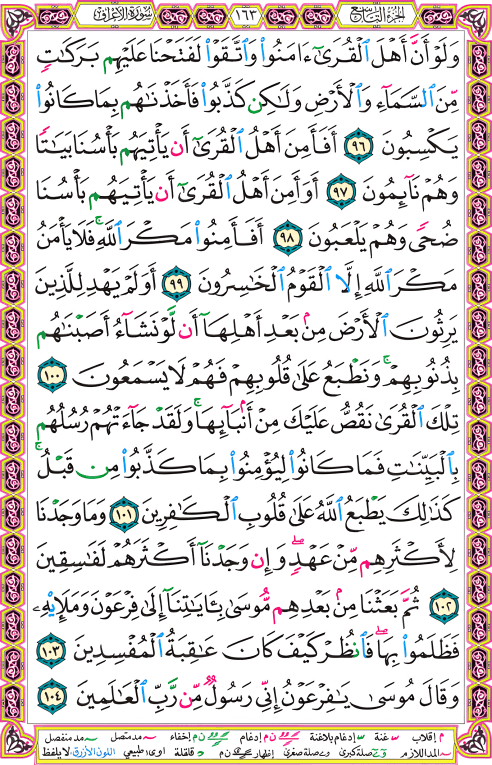 الجزء التاسع ١٦٣ سورة الأعراف
وَلَوْ أَنَّ أَهْلَ ٱلْقُرَىٰٓ ءَامَنُوا۟ وَٱتَّقَوْا۟ لَفَتَحْنَا عَلَيْهِم بَرَكَٰتٍ
مِّنَ ٱلسَّمَآءِ وَٱلْأَرْضِ وَلَٰكِن كَذَّبُوا۟ فَأَخَذْنَٰهُم بِمَا كَانُوا۟
يَكْسِبُونَ ٩٦ أَفَأَمِنَ أَهْلُ ٱلْقُرَىٰٓ أَن يَأْتِيَهُم بَأْسُنَا بَيَٰتًا
وَهُمْ نَآئِمُونَ ٩٧ أَوَأَمِنَ أَهْلُ ٱلْقُرَىٰٓ أَن يَأْتِيَهُم بَأْسُنَا
ضُحًى وَهُمْ يَلْعَبُونَ ٩٨ أَفَأَمِنُوا۟ مَكْرَ ٱللَّهِ ۚ فَلَا يَأْمَنُ
مَكْرَ ٱللَّهِ إِلَّا ٱلْقَوْمُ ٱلْخَٰسِرُونَ ٩٩ أَوَلَمْ يَهْدِ لِلَّذِينَ
يَرِثُونَ ٱلْأَرْضَ مِنۢ بَعْدِ أَهْلِهَآ أَن لَّوْ نَشَآءُ أَصَبْنَٰهُم
بِذُنُوبِهِمْ ۚ وَنَطْبَعُ عَلَىٰ قُلُوبِهِمْ فَهُمْ لَا يَسْمَعُونَ ١٠٠
تِلْكَ ٱلْقُرَىٰ نَقُصُّ عَلَيْكَ مِنْ أَنۢبَآئِهَا ۚ وَلَقَدْ جَآءَتْهُمْ رُسُلُهُم
بِٱلْبَيِّنَٰتِ فَمَا كَانُوا۟ لِيُؤْمِنُوا۟ بِمَا كَذَّبُوا۟ مِن قَبْلُ ۚ
كَذَٰلِكَ يَطْبَعُ ٱللَّهُ عَلَىٰ قُلُوبِ ٱلْكَٰفِرِينَ ١٠١ وَمَا وَجَدْنَا
لِأَكْثَرِهِم مِّنْ عَهْدٍ ۖ وَإِن وَجَدْنَآ أَكْثَرَهُمْ لَفَٰسِقِينَ
١٠٢ ثُمَّ بَعَثْنَا مِنۢ بَعْدِهِم مُّوسَىٰ بِـَٔايَٰتِنَآ إِلَىٰ فِرْعَوْنَ وَمَلَإِي۟هِۦ
فَظَلَمُوا۟ بِهَا ۖ فَٱنظُرْ كَيْفَ كَانَ عَٰقِبَةُ ٱلْمُفْسِدِينَ ١٠٣
وَقَالَ مُوسَىٰ يَٰفِرْعَوْنُ إِنِّى رَسُولٌ مِّن رَّبِّ ٱلْعَٰلَمِينَ ١٠٤
م إقلاب غنة إدغام بلاغنة ن م إدغام ن م إخفاء مد متصل مد منفصل
المد اللازم صلة كبرى صلة صغرى إظهار ن م قلقلة اوى: طبيعي اللون الأزرق: لا يلفظ